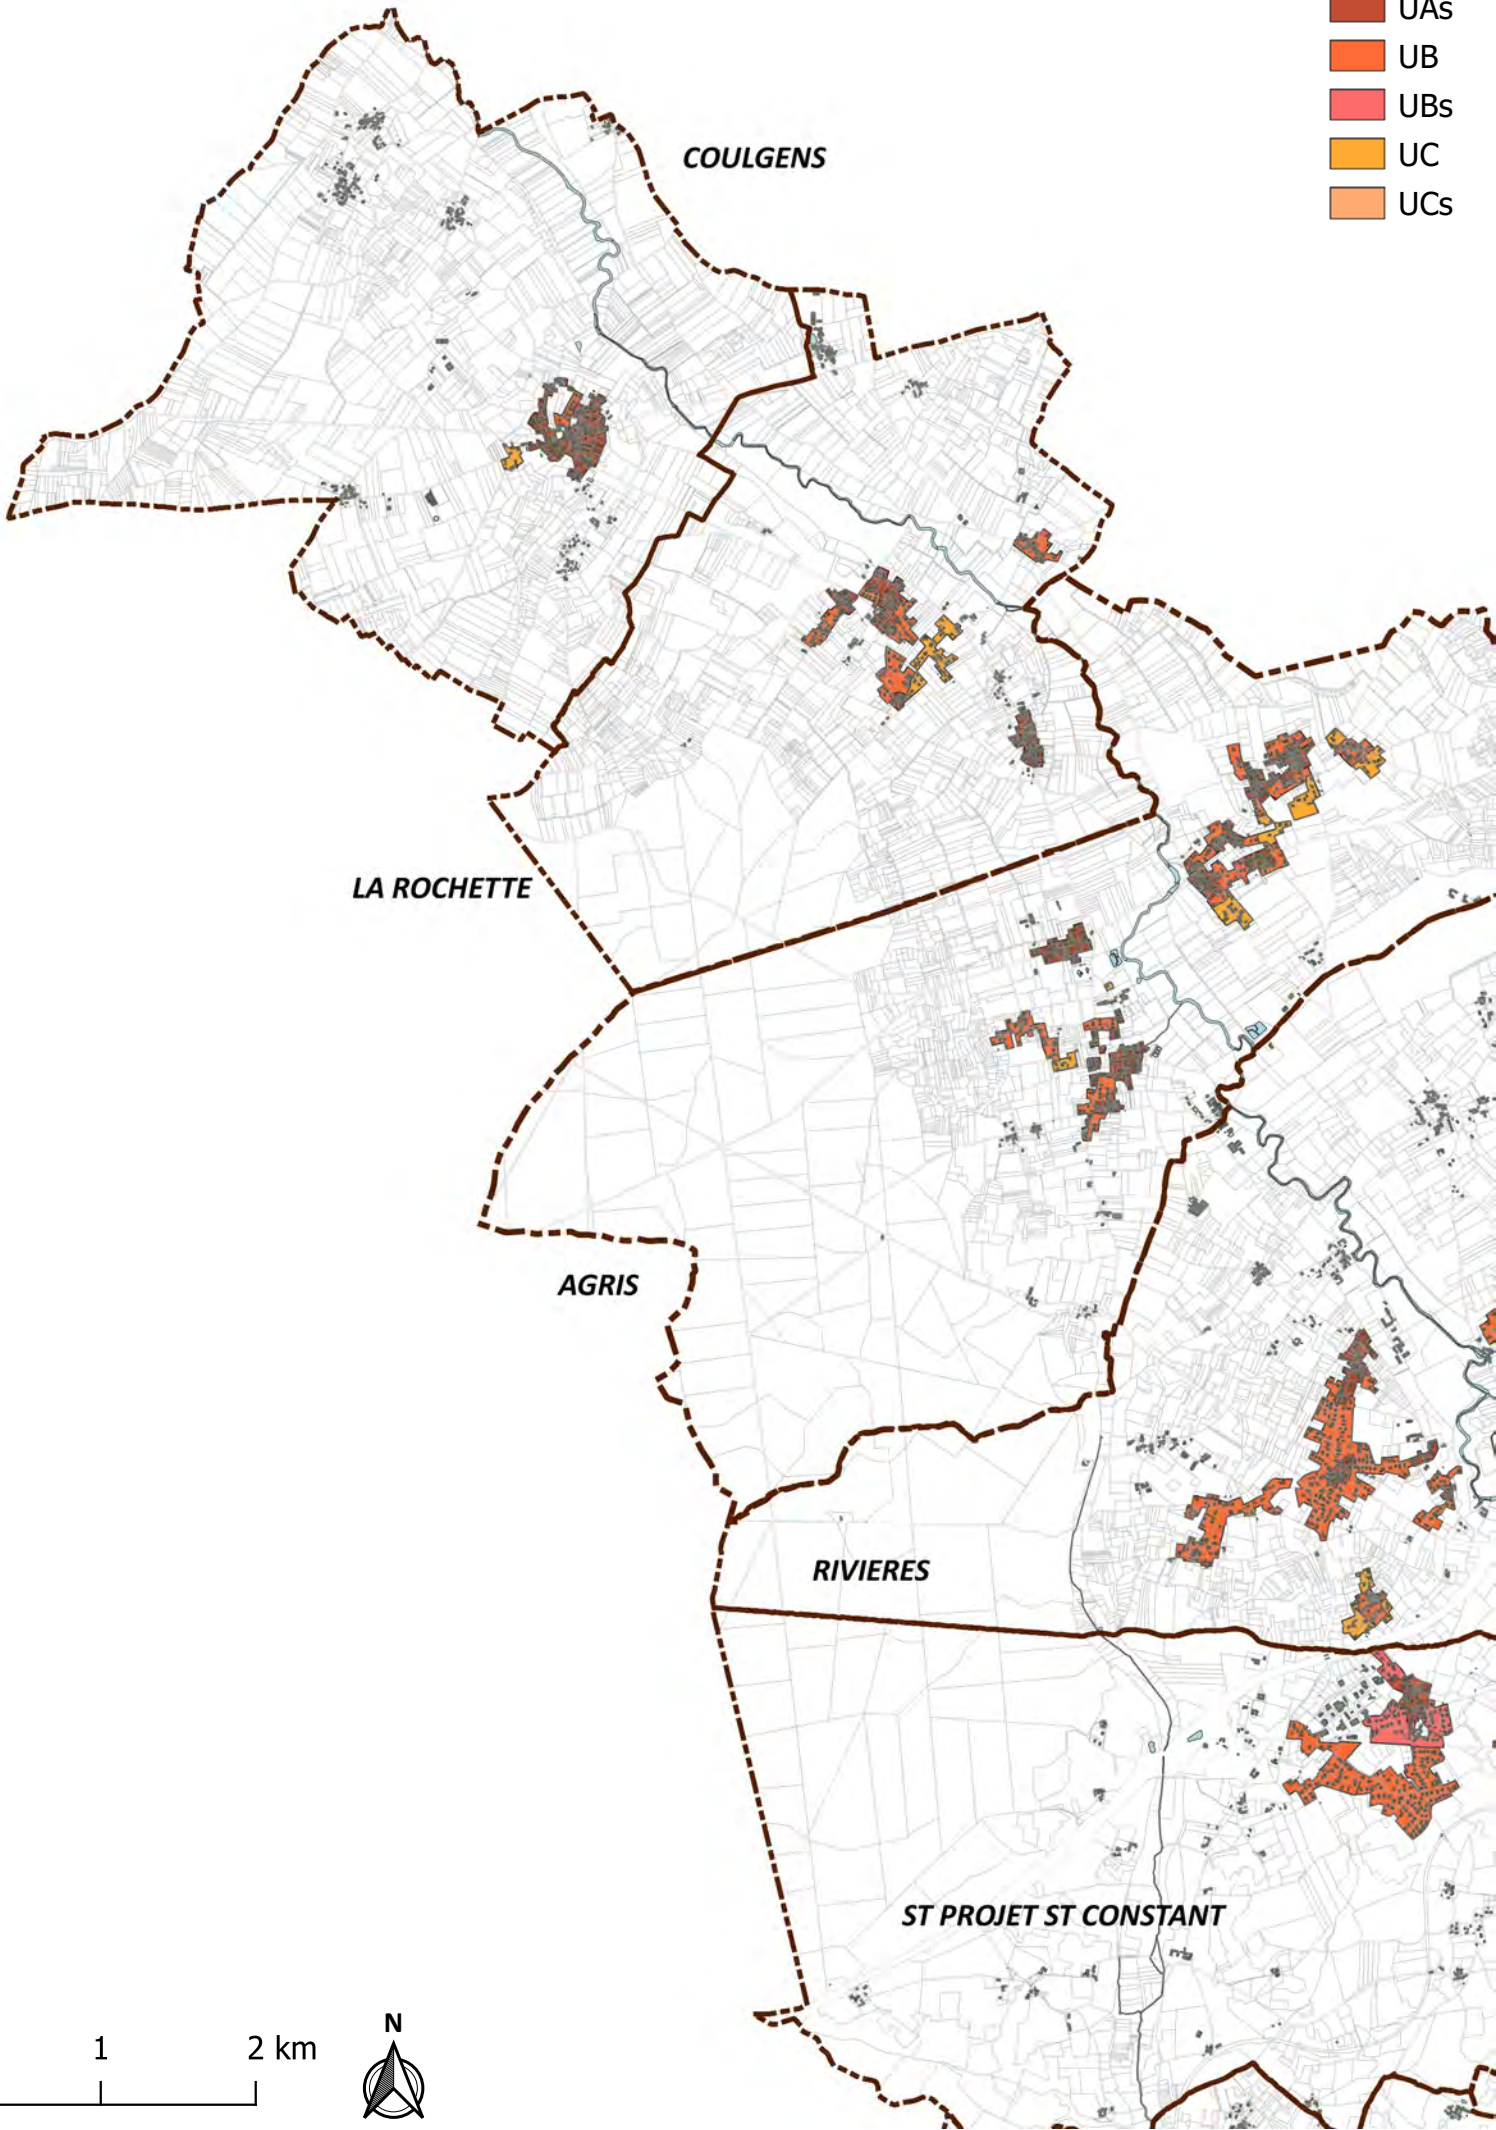 UAs
UB
UBs
UC
UCs
COULGENS
LA ROCHETTE
AGRIS
RIVIERES
ST PROJET ST CONSTANT
1
2 km
N